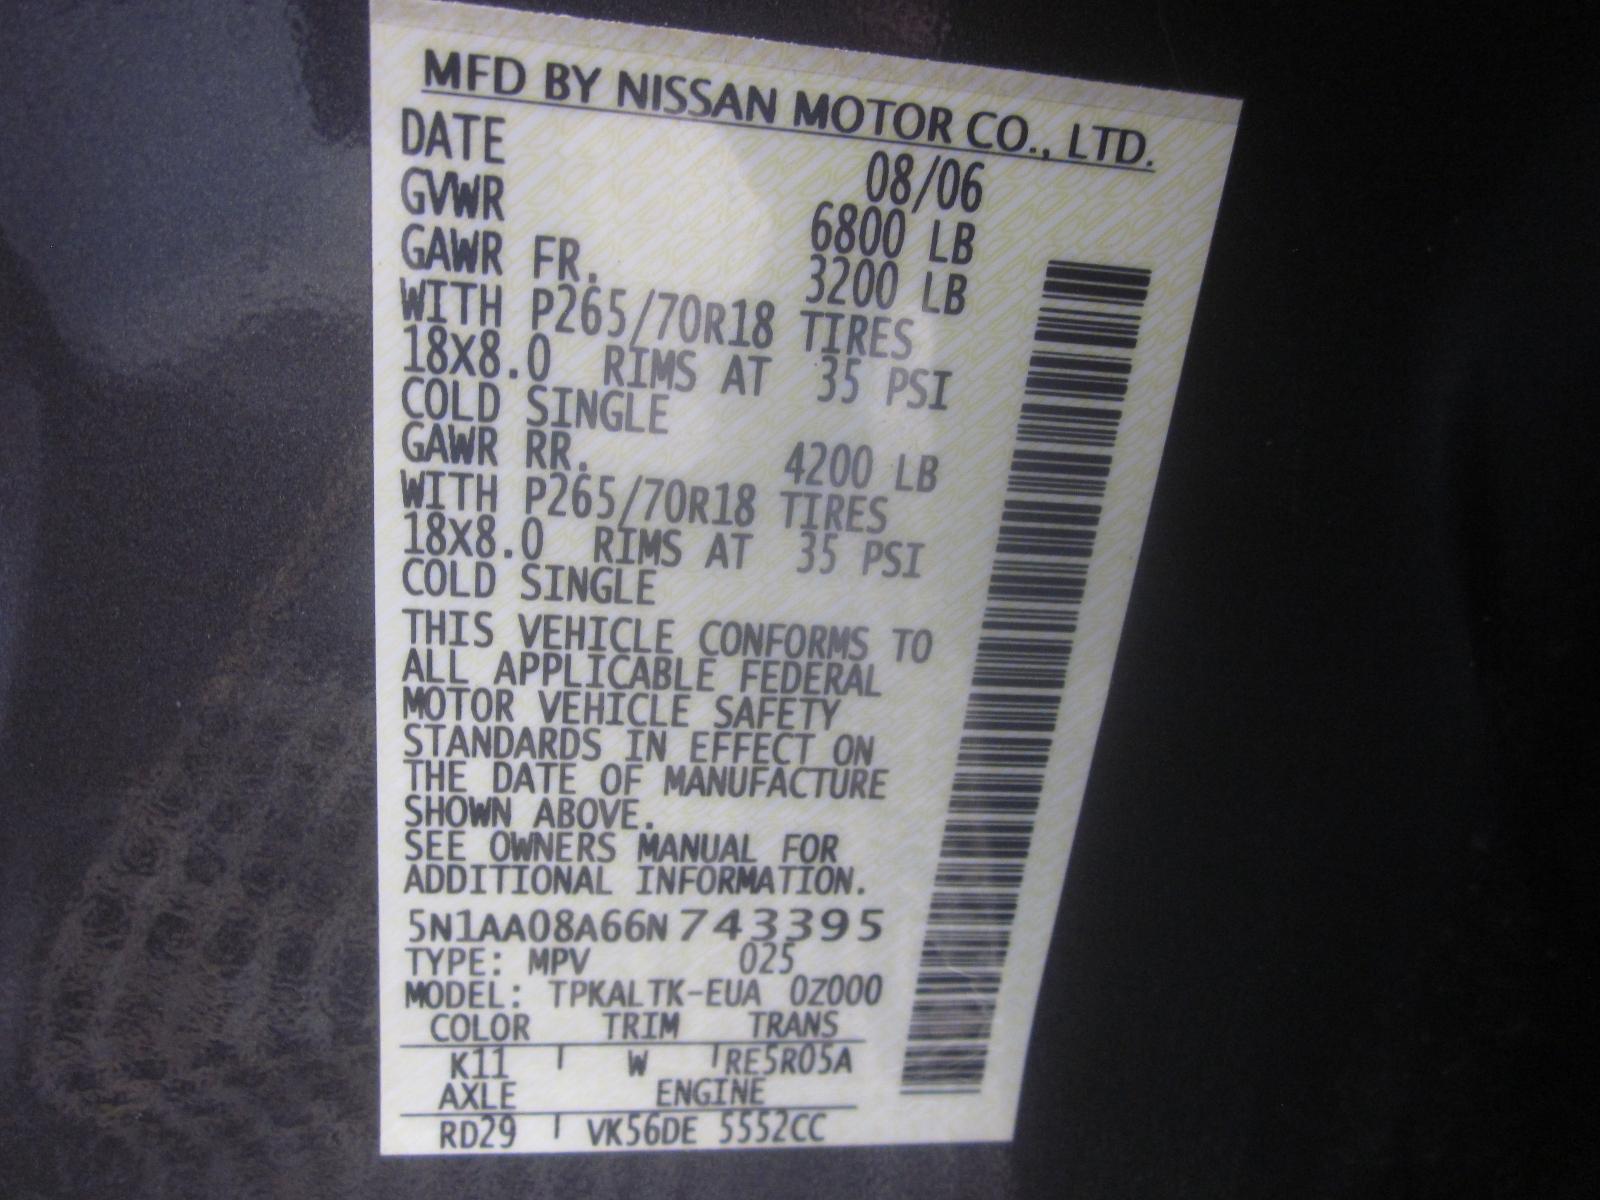 MFD BY NISSAN MOTOR CO., LTD.
DATE 08/06
GVWR 6800 LB
GAWR FR. 3200 LB
WITH P265/70R18 TIRES
18X8.0 RIMS AT 35 PSI
COLD SINGLE
GAWR RR. 4200 LB
WITH P265/70R18 TIRES
18X8.0 RIMS AT 35 PSI
COLD SINGLE
THIS VEHICLE CONFORMS TO
ALL APPLICABLE FEDERAL
MOTOR VEHICLE SAFETY
STANDARDS IN EFFECT ON
THE DATE OF MANUFACTURE
SHOWN ABOVE.
SEE OWNERS MANUAL FOR
ADDITIONAL INFORMATION.
5N1AA08A66N743395
TYPE: MPV 025
MODEL: TPKALTK-EUA 0Z000
COLOR TRIM TRANS
K11 W RE5R05A
AXLE ENGINE
RD29 VK56DE 5552CC